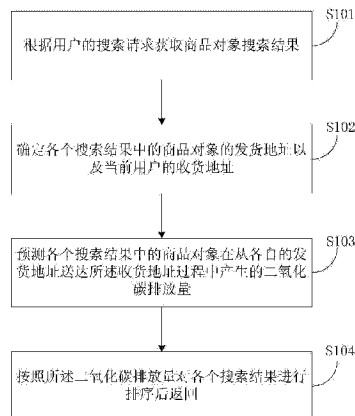 S101
根据用户的搜索请求获取商品对象搜索结果
S102
确定各个搜索结果中的商品对象的发货地址以
及当前用户的收货地址
S103
预测各个搜索结果中的商品对象在从各自的发
货地址送达所述收货地址过程中产生的二氧化
碳排放量
S104
按照所述二氧化碳排放量对各个搜索结果进行
排序后返回